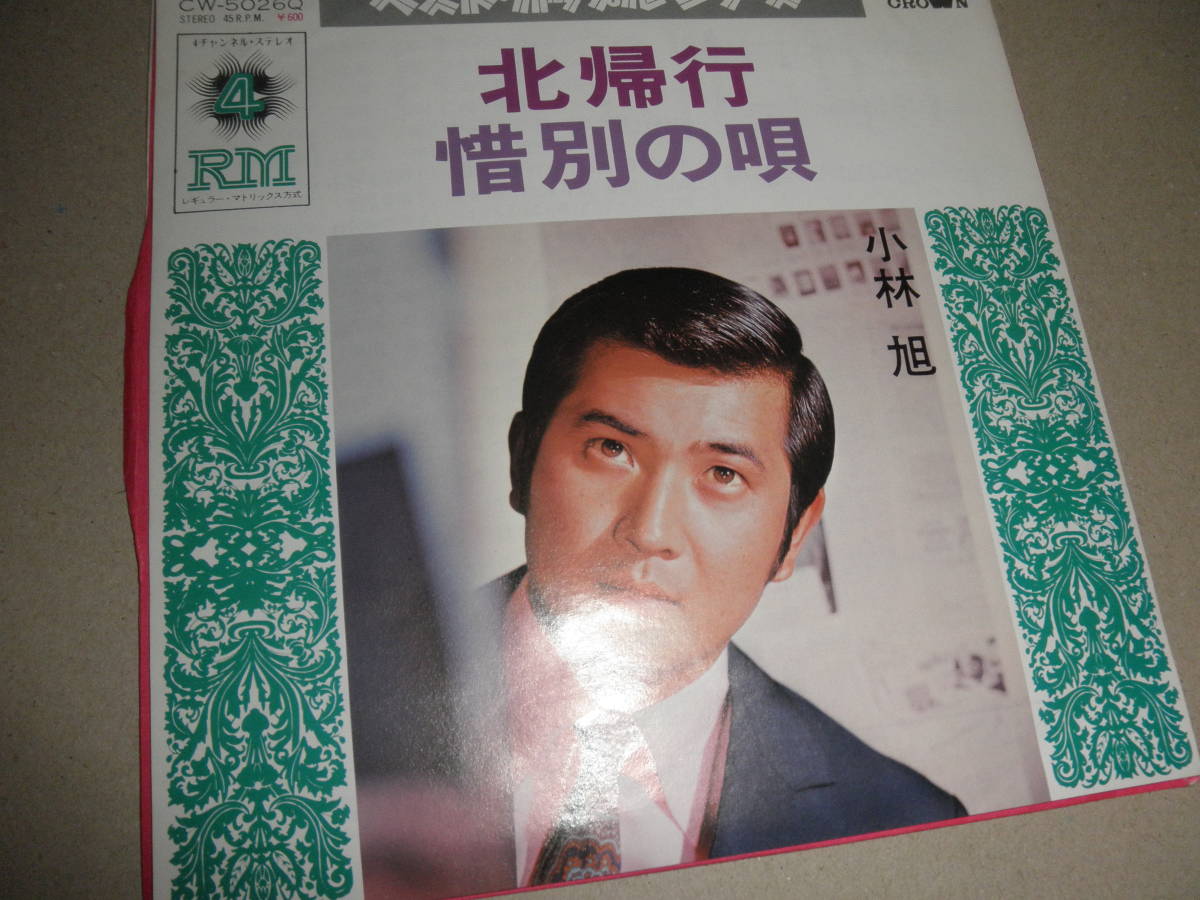 CW-5026Q
STEREO 45 R.P.M. ¥600
CROWN
4チャンネル・ステレオ
4
RM
レギュラー・マトリックス方式
北帰行
惜別の唄
小林 旭